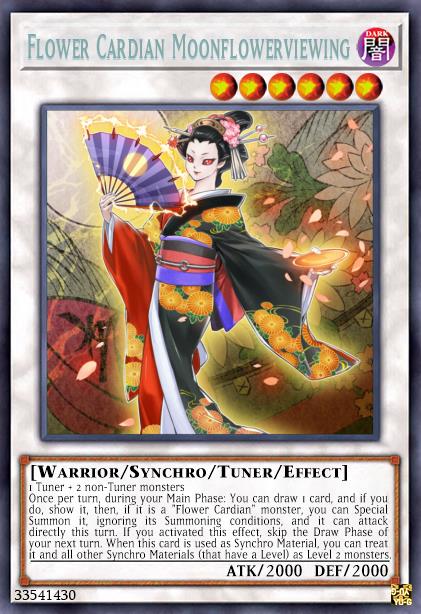 FLOWER CARDIAN MOONFLOWERVIEWING
DARK
闇
[WARRIOR/SYNCHRO/TUNER/EFFECT]
1 Tuner + 2 non-Tuner monsters
Once per turn, during your Main Phase: You can draw 1 card, and if you
do, show it, then, if it is a "Flower Cardian" monster, you can Special
Summon it, ignoring its Summoning conditions, and it can attack
directly this turn. If you activated this effect, skip the Draw Phase of
your next turn. When this card is used as Synchro Material, you can treat
it and all other Synchro Materials (that have a Level) as Level 2 monsters.
ATK/2000 DEF/2000
33541430